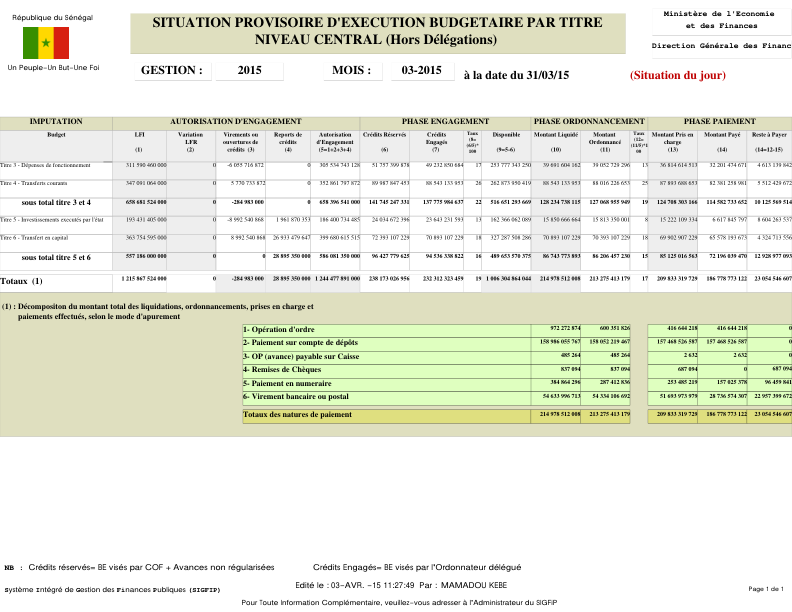 République du Sénégal
Un Peuple-Un But-Une Foi
SITUATION PROVISOIRE D'EXECUTION BUDGETAIRE PAR TITRE
NIVEAU CENTRAL (Hors Délégations)
Ministère de l'Economie
et des Finances
Direction Générale des Financ
GESTION : 2015 MOIS : 03-2015 à la date du 31/03/15 (Situation du jour)
IMPUTATION AUTORISATION D'ENGAGEMENT PHASE ENGAGEMENT PHASE ORDONNANCEMENT PHASE PAIEMENT
Budget LFI (1) Variation LFR (2) Virements ou ouvertures de crédits (3) Reports de crédits (4) Autorisation d'Engagement (5=1+2+3+4) Crédits Réservés (6) Crédits Engagés (7) Taux (8=(6/5)*100 Disponible (9=5-6) Montant Liquidé (10) Montant Ordonnancé (11) Montant Pris en charge (13) Montant Payé (14) Reste à Payer (14=12-15)
Titre 3 - Dépenses de fonctionnement 311 590 460 000 0 -6 055 716 872 0 305 534 743 128 51 757 399 878 49 232 850 684 17 253 777 343 250 39 691 604 162 39 052 729 296 13 36 814 614 513 32 201 474 671 4 613 139 842
Titre 4 - Transferts courants 347 091 064 000 0 5 770 733 872 0 352 861 797 872 89 987 847 453 88 543 133 953 26 262 873 950 419 88 543 133 953 88 016 226 653 25 87 893 688 653 82 381 258 981 5 512 429 672
sous total titre 3 et 4 658 681 524 000 0 -284 983 000 0 658 396 541 000 141 745 247 331 137 775 984 637 22 516 651 293 669 128 234 738 115 127 068 955 949 19 124 708 303 166 114 582 733 652 10 125 569 514
Titre 5 - Investissements executés par l'état 193 431 405 000 0 -8 992 540 868 1 961 870 353 186 400 734 485 24 034 672 396 23 643 231 593 13 162 366 062 089 15 850 666 664 15 813 350 001 8 15 222 109 334 6 617 845 797 8 604 263 537
Titre 6 - Transfert en capital 363 754 595 000 0 8 992 540 868 26 933 479 647 399 680 615 515 72 393 107 229 70 893 107 229 18 327 287 508 286 70 893 107 229 70 393 107 229 18 69 902 907 229 65 578 193 673 4 324 713 556
sous total titre 5 et 6 557 186 000 000 0 0 28 895 350 000 586 081 350 000 96 427 779 625 94 536 338 822 16 489 653 570 375 86 743 773 893 86 206 457 230 15 85 125 016 563 72 196 039 470 12 928 977 093
Totaux (1) 1 215 867 524 000 0 -284 983 000 28 895 350 000 1 244 477 891 000 238 173 026 956 232 312 323 459 19 1 006 304 864 044 214 978 512 008 213 275 413 179 17 209 833 319 729 186 778 773 122 23 054 546 607
(1) : Décompositon du montant total des liquidations, ordonnancements, prises en charge et
paiements effectués, selon le mode d'apurement
1- Opération d'ordre 972 272 874 600 351 826 416 644 218 416 644 218 0
2- Paiement sur compte de dépôts 158 986 055 767 158 052 219 467 157 468 526 587 157 468 526 587 0
3- OP (avance) payable sur Caisse 485 264 485 264 2 632 2 632 0
4- Remises de Chèques 837 094 837 094 687 094 0 687 094
5- Paiement en numeraire 384 864 296 287 412 836 253 485 219 157 025 378 96 459 841
6- Virement bancaire ou postal 54 633 996 713 54 334 106 692 51 693 973 979 28 736 574 307 22 957 399 672
Totaux des natures de paiement 214 978 512 008 213 275 413 179 209 833 319 729 186 778 773 122 23 054 546 607
NB : Crédits réservés= BE visés par COF + Avances non régularisées Crédits Engagés= BE visés par l'Ordonnateur délégué
Système Intégré de Gestion des Finances Publiques (SIGFIP) Edité le : 03-AVR. -15 11:27:49 Par : MAMADOU KEBE Page 1 de 1
Pour Toute Information Complémentaire, veuillez-vous adresser à l'Administrateur du SIGFIP